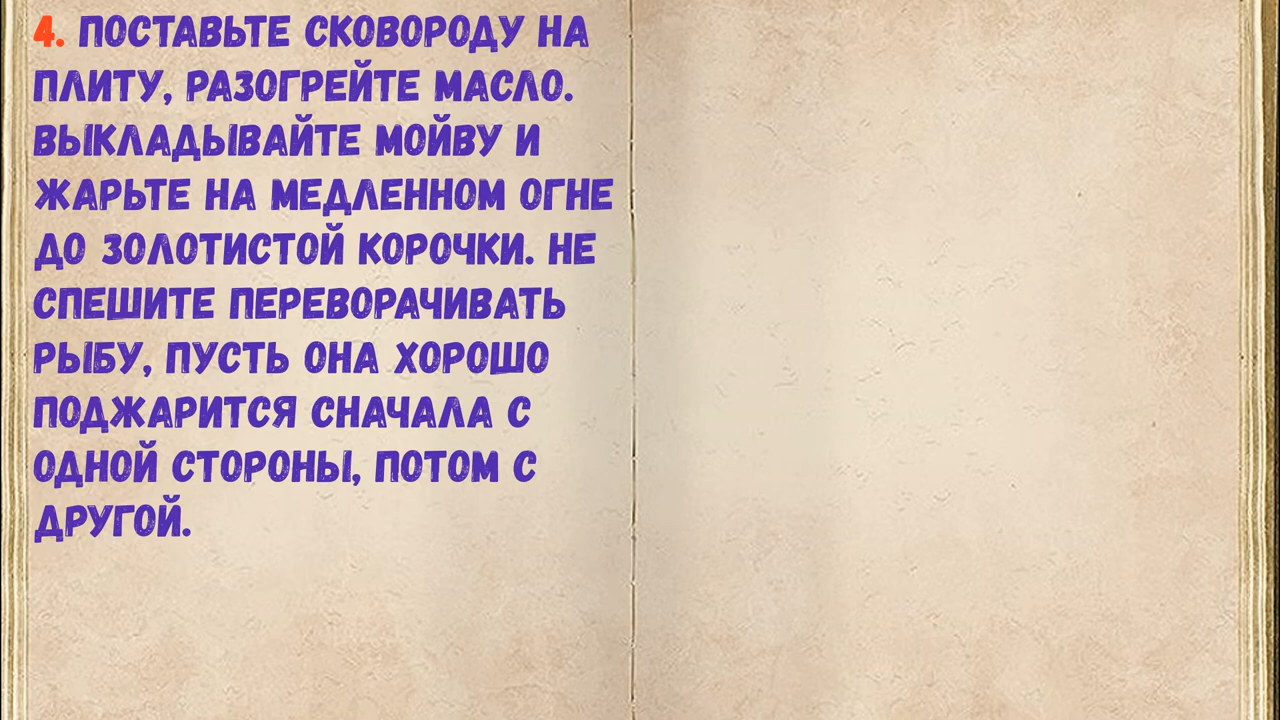 4. ПОСТАВЬТЕ СКОВОРОДУ НА
ПЛИТУ, РАЗОГРЕЙТЕ МАСЛО.
ВЫКЛАДЫВАЙТЕ МОЙВУ И
ЖАРЬТЕ НА МЕДЛЕННОМ ОГНЕ
ДО ЗОЛОТИСТОЙ КОРОЧКИ. НЕ
СПЕШИТЕ ПЕРЕВОРАЧИВАТЬ
РЫБУ, ПУСТЬ ОНА ХОРОШО
ПОДЖАРИТСЯ СНАЧАЛА С
ОДНОЙ СТОРОНЫ, ПОТОМ С
ДРУГОЙ.